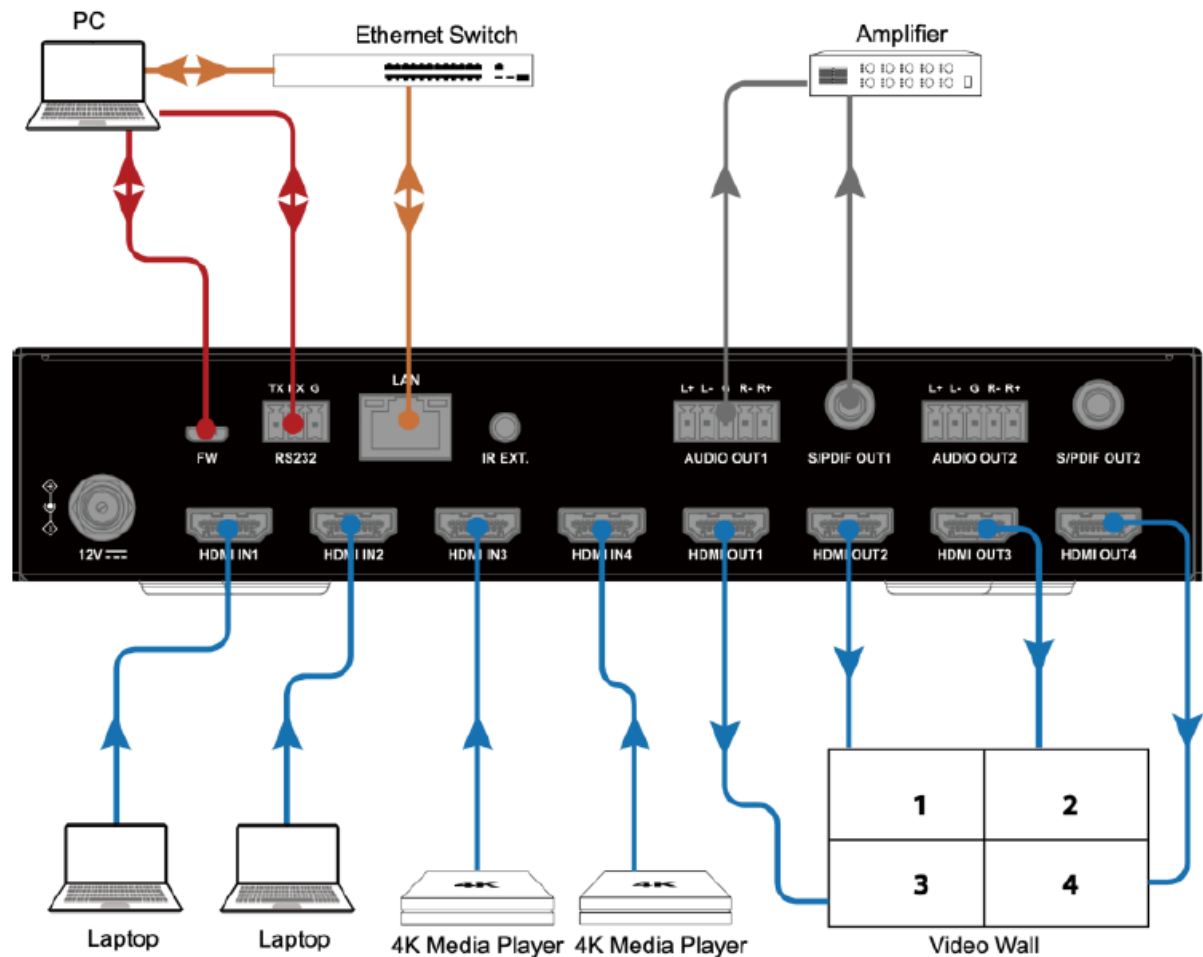 PC
Ethernet Switch
Amplifier
TX RX G
LAN
L+ L- G R- R+
L+ L- G R- R+
FW
RS232
IR EXT.
AUDIO OUT1
S/PDIF OUT1
AUDIO OUT2
S/PDIF OUT2
12V
HDMI IN1
HDMI IN2
HDMI IN3
HDMI IN4
HDMI OUT1
HDMI OUT2
HDMI OUT3
HDMI OUT4
1
2
3
4
4K
4K
Laptop
Laptop
4K Media Player
4K Media Player
Video Wall